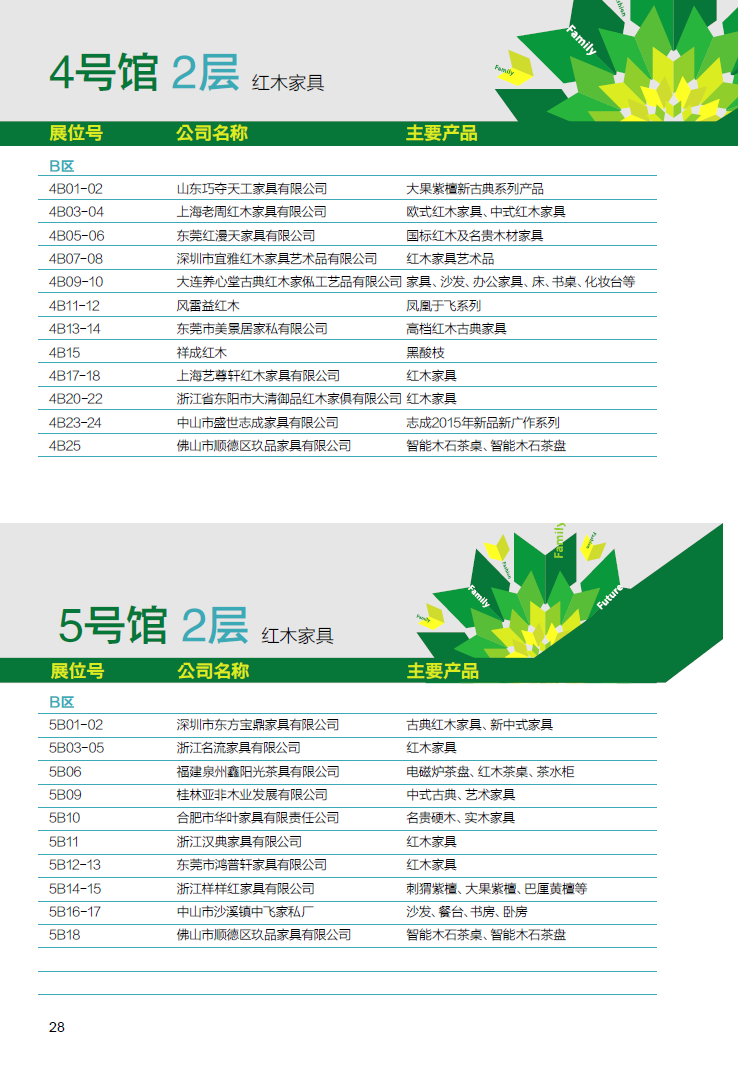 4号馆 2层 红木家具
Family
Family
展位号 公司名称 主要产品
B区
4B01-02 山东巧夺天工家具有限公司 大果紫檀新古典系列产品
4B03-04 上海老周红木家具有限公司 欧式红木家具、中式红木家具
4B05-06 东莞红漫天家具有限公司 国标红木及名贵木材家具
4B07-08 深圳市宜雅红木家具艺术品有限公司 红木家具艺术品
4B09-10 大连养心堂古典红木家俬工艺品有限公司 家具、沙发、办公家具、床、书桌、化妆台等
4B11-12 风雷益红木 凤凰于飞系列
4B13-14 东莞市美景居家私有限公司 高档红木古典家具
4B15 祥成红木 黑酸枝
4B17-18 上海艺尊轩红木家具有限公司 红木家具
4B20-22 浙江省东阳市大清御品红木家俱有限公司 红木家具
4B23-24 中山市盛世志成家具有限公司 志成2015年新品新广作系列
4B25 佛山市顺德区玖品家具有限公司 智能木石茶桌、智能木石茶盘
Family
Family
Future
Family
5号馆 2层 红木家具
展位号 公司名称 主要产品
B区
5B01-02 深圳市东方宝鼎家具有限公司 古典红木家具、新中式家具
5B03-05 浙江名流家具有限公司 红木家具
5B06 福建泉州鑫阳光茶具有限公司 电磁炉茶盘、红木茶桌、茶水柜
5B09 桂林亚非木业发展有限公司 中式古典、艺术家具
5B10 合肥市华叶家具有限责任公司 名贵硬木、实木家具
5B11 浙江汉典家具有限公司 红木家具
5B12-13 东莞市鸿普轩家具有限公司 红木家具
5B14-15 浙江样样红家具有限公司 刺猬紫檀、大果紫檀、巴厘黄檀等
5B16-17 中山市沙溪镇中飞家私厂 沙发、餐台、书房、卧房
5B18 佛山市顺德区玖品家具有限公司 智能木石茶桌、智能木石茶盘
28